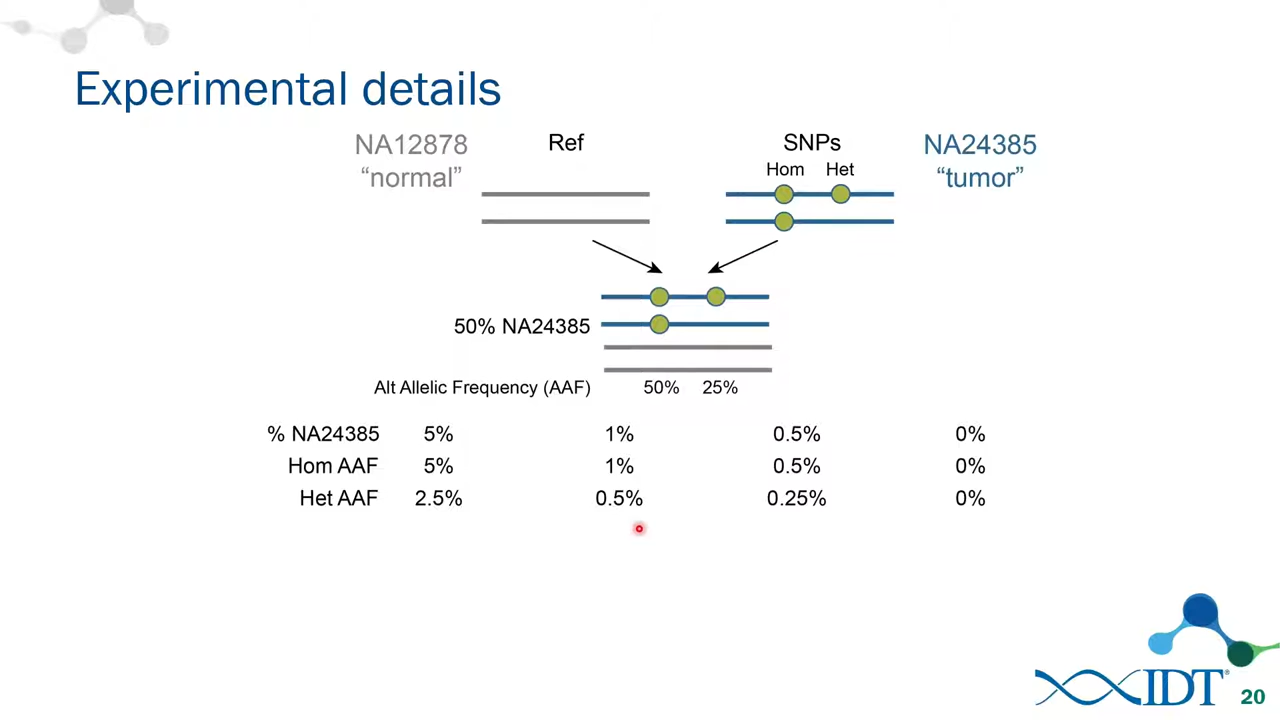 Experimental details
NA12878
“normal”
Ref
SNPs
Hom Het
NA24385
“tumor”
50% NA24385
Alt Allelic Frequency (AAF) 50% 25%
% NA24385 5% 1% 0.5% 0%
Hom AAF 5% 1% 0.5% 0%
Het AAF 2.5% 0.5% 0.25% 0%
IDT®
20